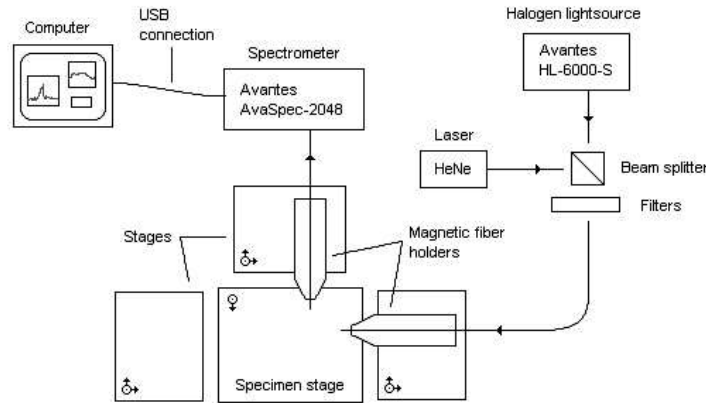 USB
connection
Computer
Halogen lightsource
Spectrometer
Avantes
HL-6000-S
Avantes
AvaSpec-2048
Laser
HeNe
Beam splitter
Filters
Stages
Magnetic fiber
holders
Specimen stage